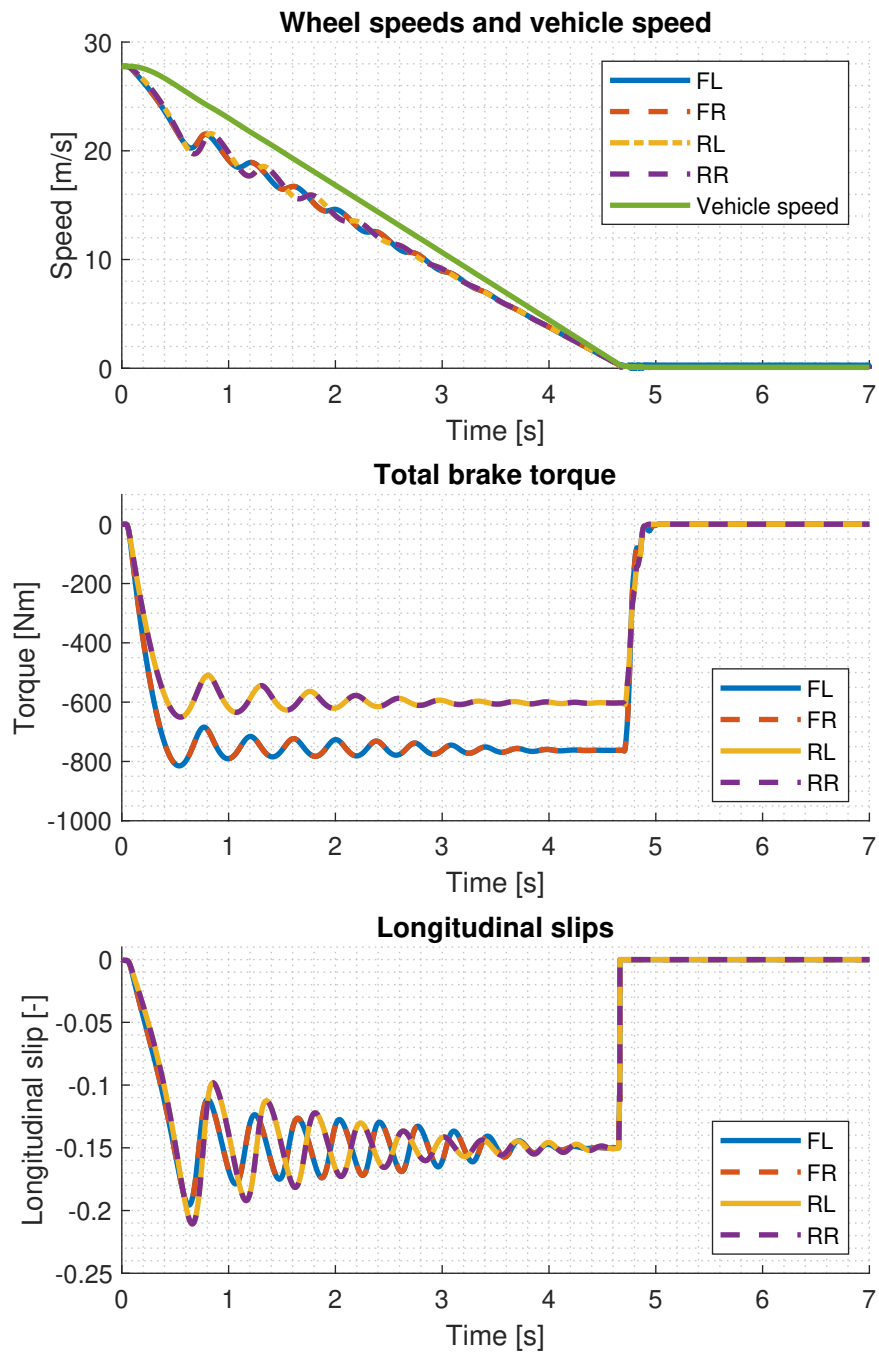 Wheel speeds and vehicle speed
30
20
10
0
Speed [m/s]
FL
FR
RL
RR
Vehicle speed
0 1 2 3 4 5 6 7
Time [s]
Total brake torque
0
-200
-400
-600
-800
-1000
Torque [Nm]
FL
FR
RL
RR
0 1 2 3 4 5 6 7
Time [s]
Longitudinal slips
0
-0.05
-0.1
-0.15
-0.2
-0.25
Longitudinal slip [-]
FL
FR
RL
RR
0 1 2 3 4 5 6 7
Time [s]